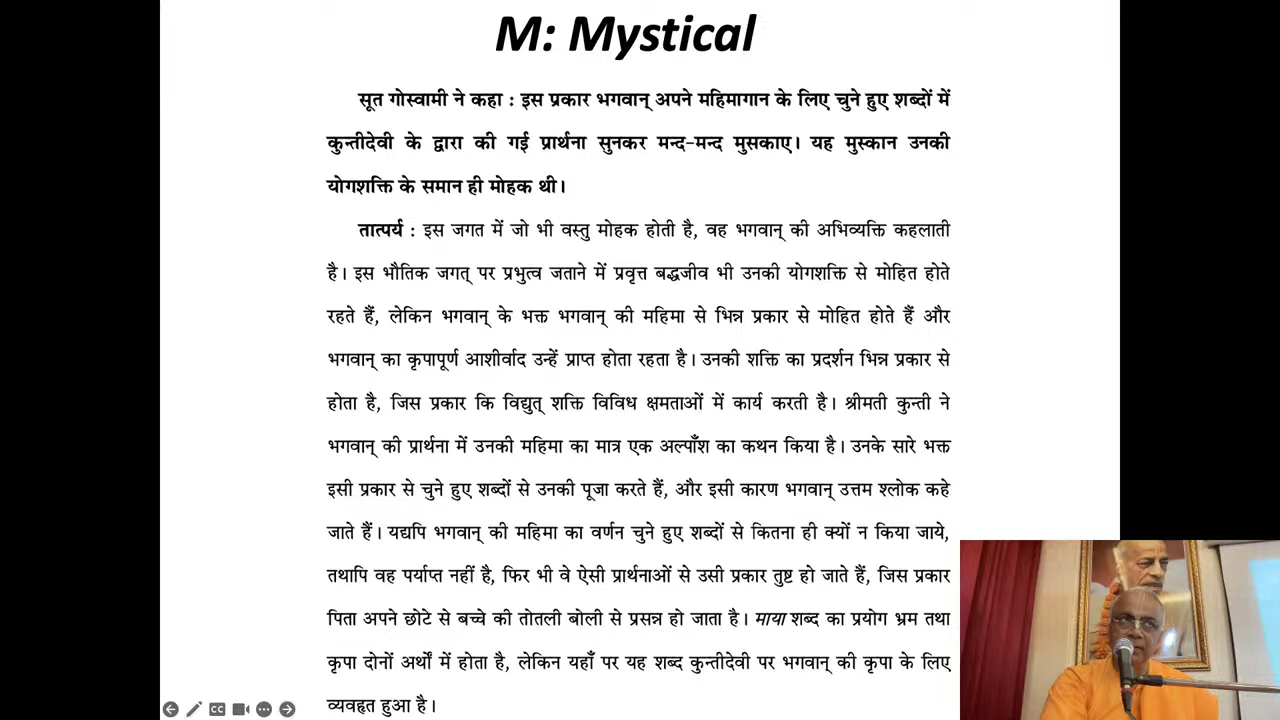 M: Mystical
सूत गोस्वामी ने कहा : इस प्रकार भगवान् अपने महिमागान के लिए चुने हुए शब्दों में
कुन्तीदेवी के द्वारा की गई प्रार्थना सुनकर मन्द-मन्द मुसकाए। यह मुस्कान उनकी
योगशक्ति के समान ही मोहक थी।
तात्पर्य : इस जगत में जो भी वस्तु मोहक होती है, वह भगवान् की अभिव्यक्ति कहलाती
है। इस भौतिक जगत् पर प्रभुत्व जताने में प्रवृत्त बद्धजीव भी उनकी योगशक्ति से मोहित होते
रहते हैं, लेकिन भगवान् के भक्त भगवान् की महिमा से भिन्न प्रकार से मोहित होते हैं और
भगवान् का कृपापूर्ण आशीर्वाद उन्हें प्राप्त होता रहता है। उनकी शक्ति का प्रदर्शन भिन्न प्रकार से
होता है, जिस प्रकार कि विद्युत् शक्ति विविध क्षमताओं में कार्य करती है। श्रीमती कुन्ती ने
भगवान् की प्रार्थना में उनकी महिमा का मात्र एक अल्पाँश का कथन किया है। उनके सारे भक्त
इसी प्रकार से चुने हुए शब्दों से उनकी पूजा करते हैं, और इसी कारण भगवान् उत्तम श्लोक कहे
जाते हैं। यद्यपि भगवान् की महिमा का वर्णन चुने हुए शब्दों से कितना ही क्यों न किया जाये,
तथापि वह पर्याप्त नहीं है, फिर भी वे ऐसी प्रार्थनाओं से उसी प्रकार तुष्ट हो जाते हैं, जिस प्रकार
पिता अपने छोटे से बच्चे की तोतली बोली से प्रसन्न हो जाता है। माया शब्द का प्रयोग भ्रम तथा
कृपा दोनों अर्थों में होता है, लेकिन यहाँ पर यह शब्द कुन्तीदेवी पर भगवान् की कृपा के लिए
व्यवहृत हुआ है।
CC